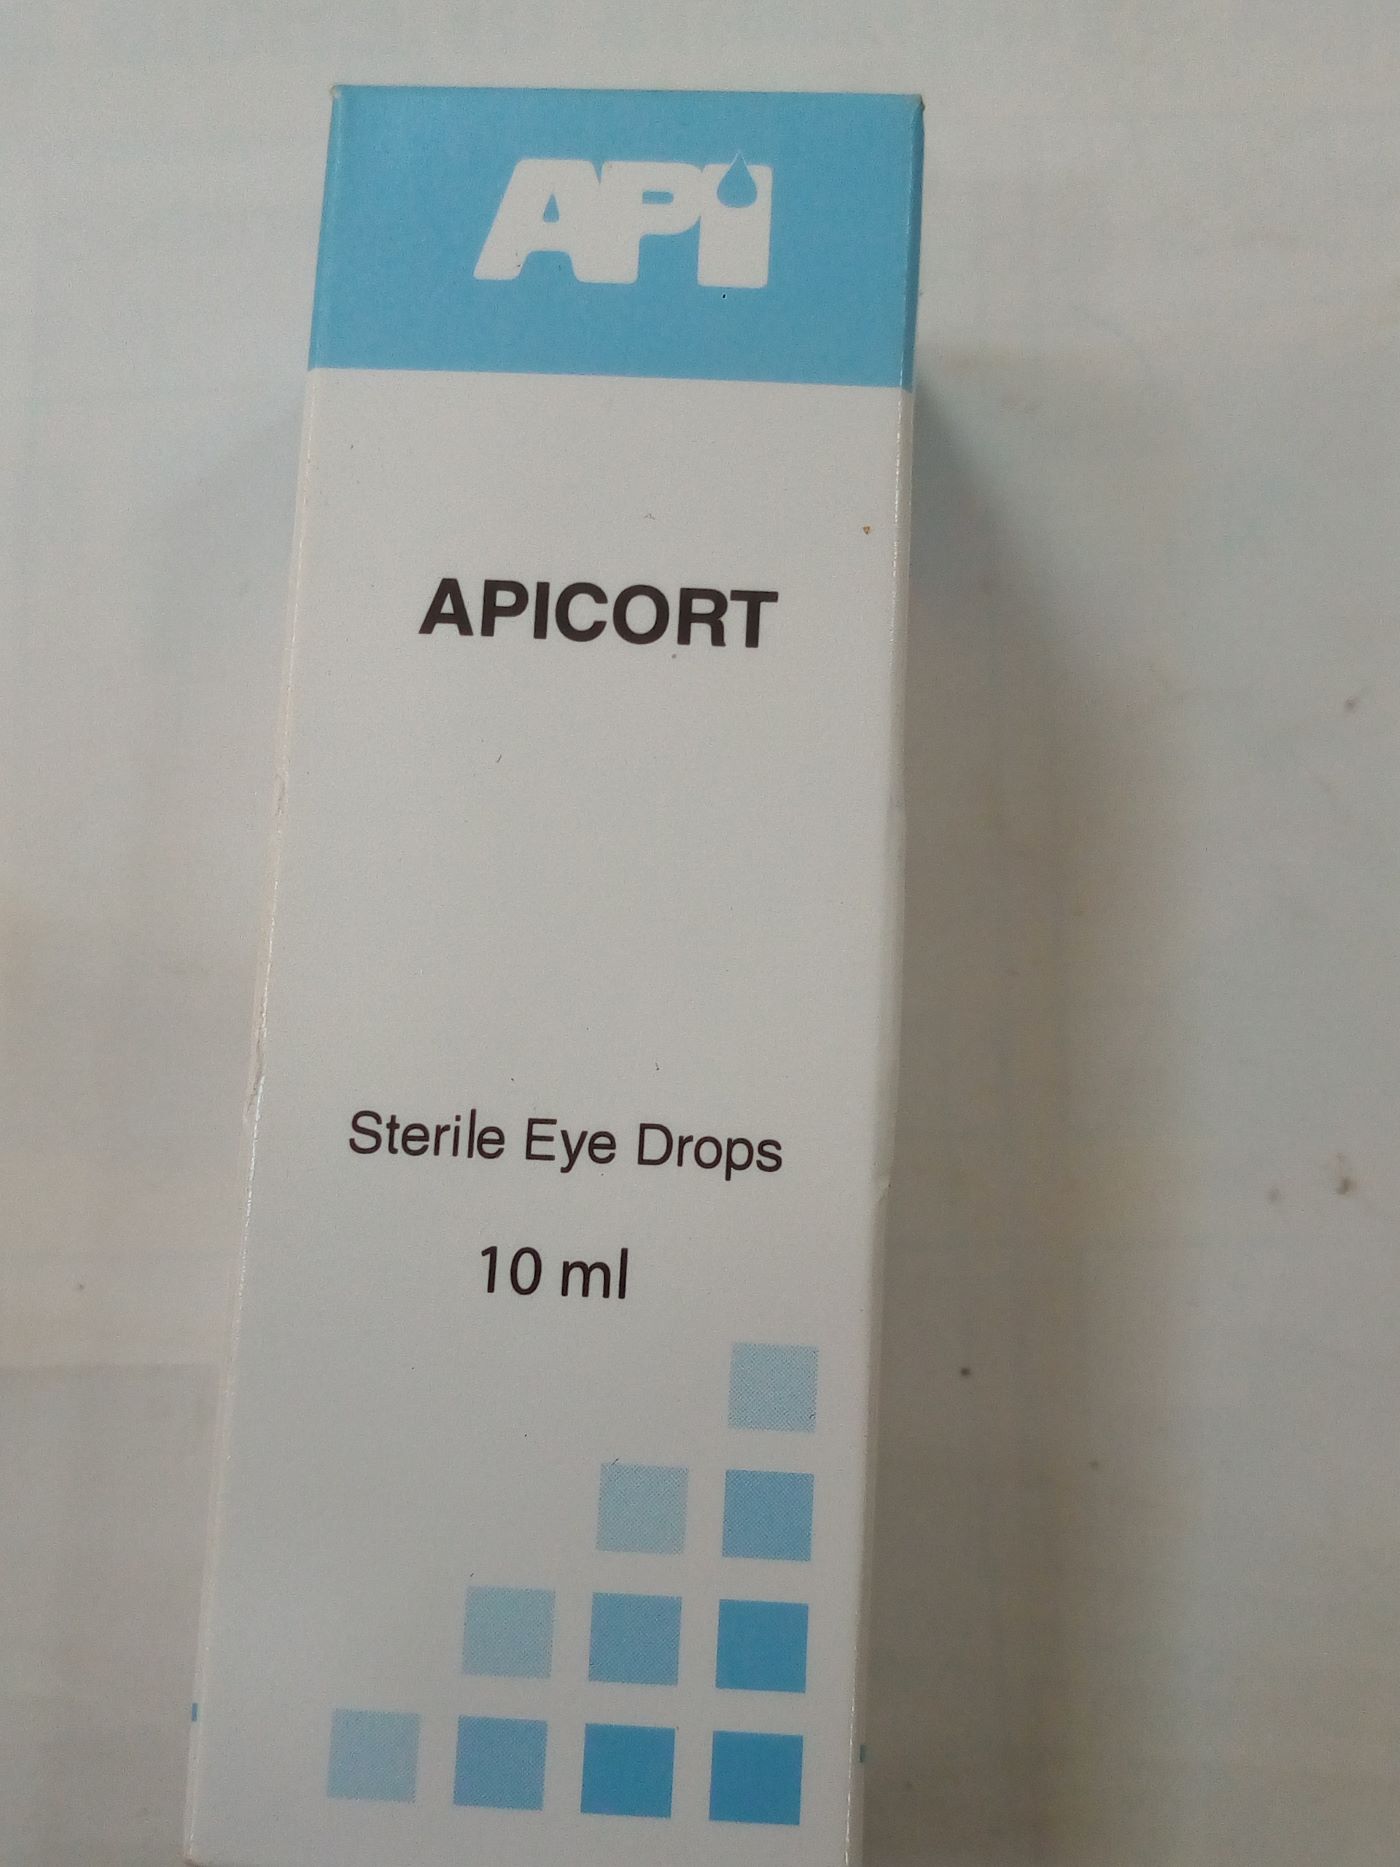 APi
APICORT
Sterile Eye Drops
10 ml